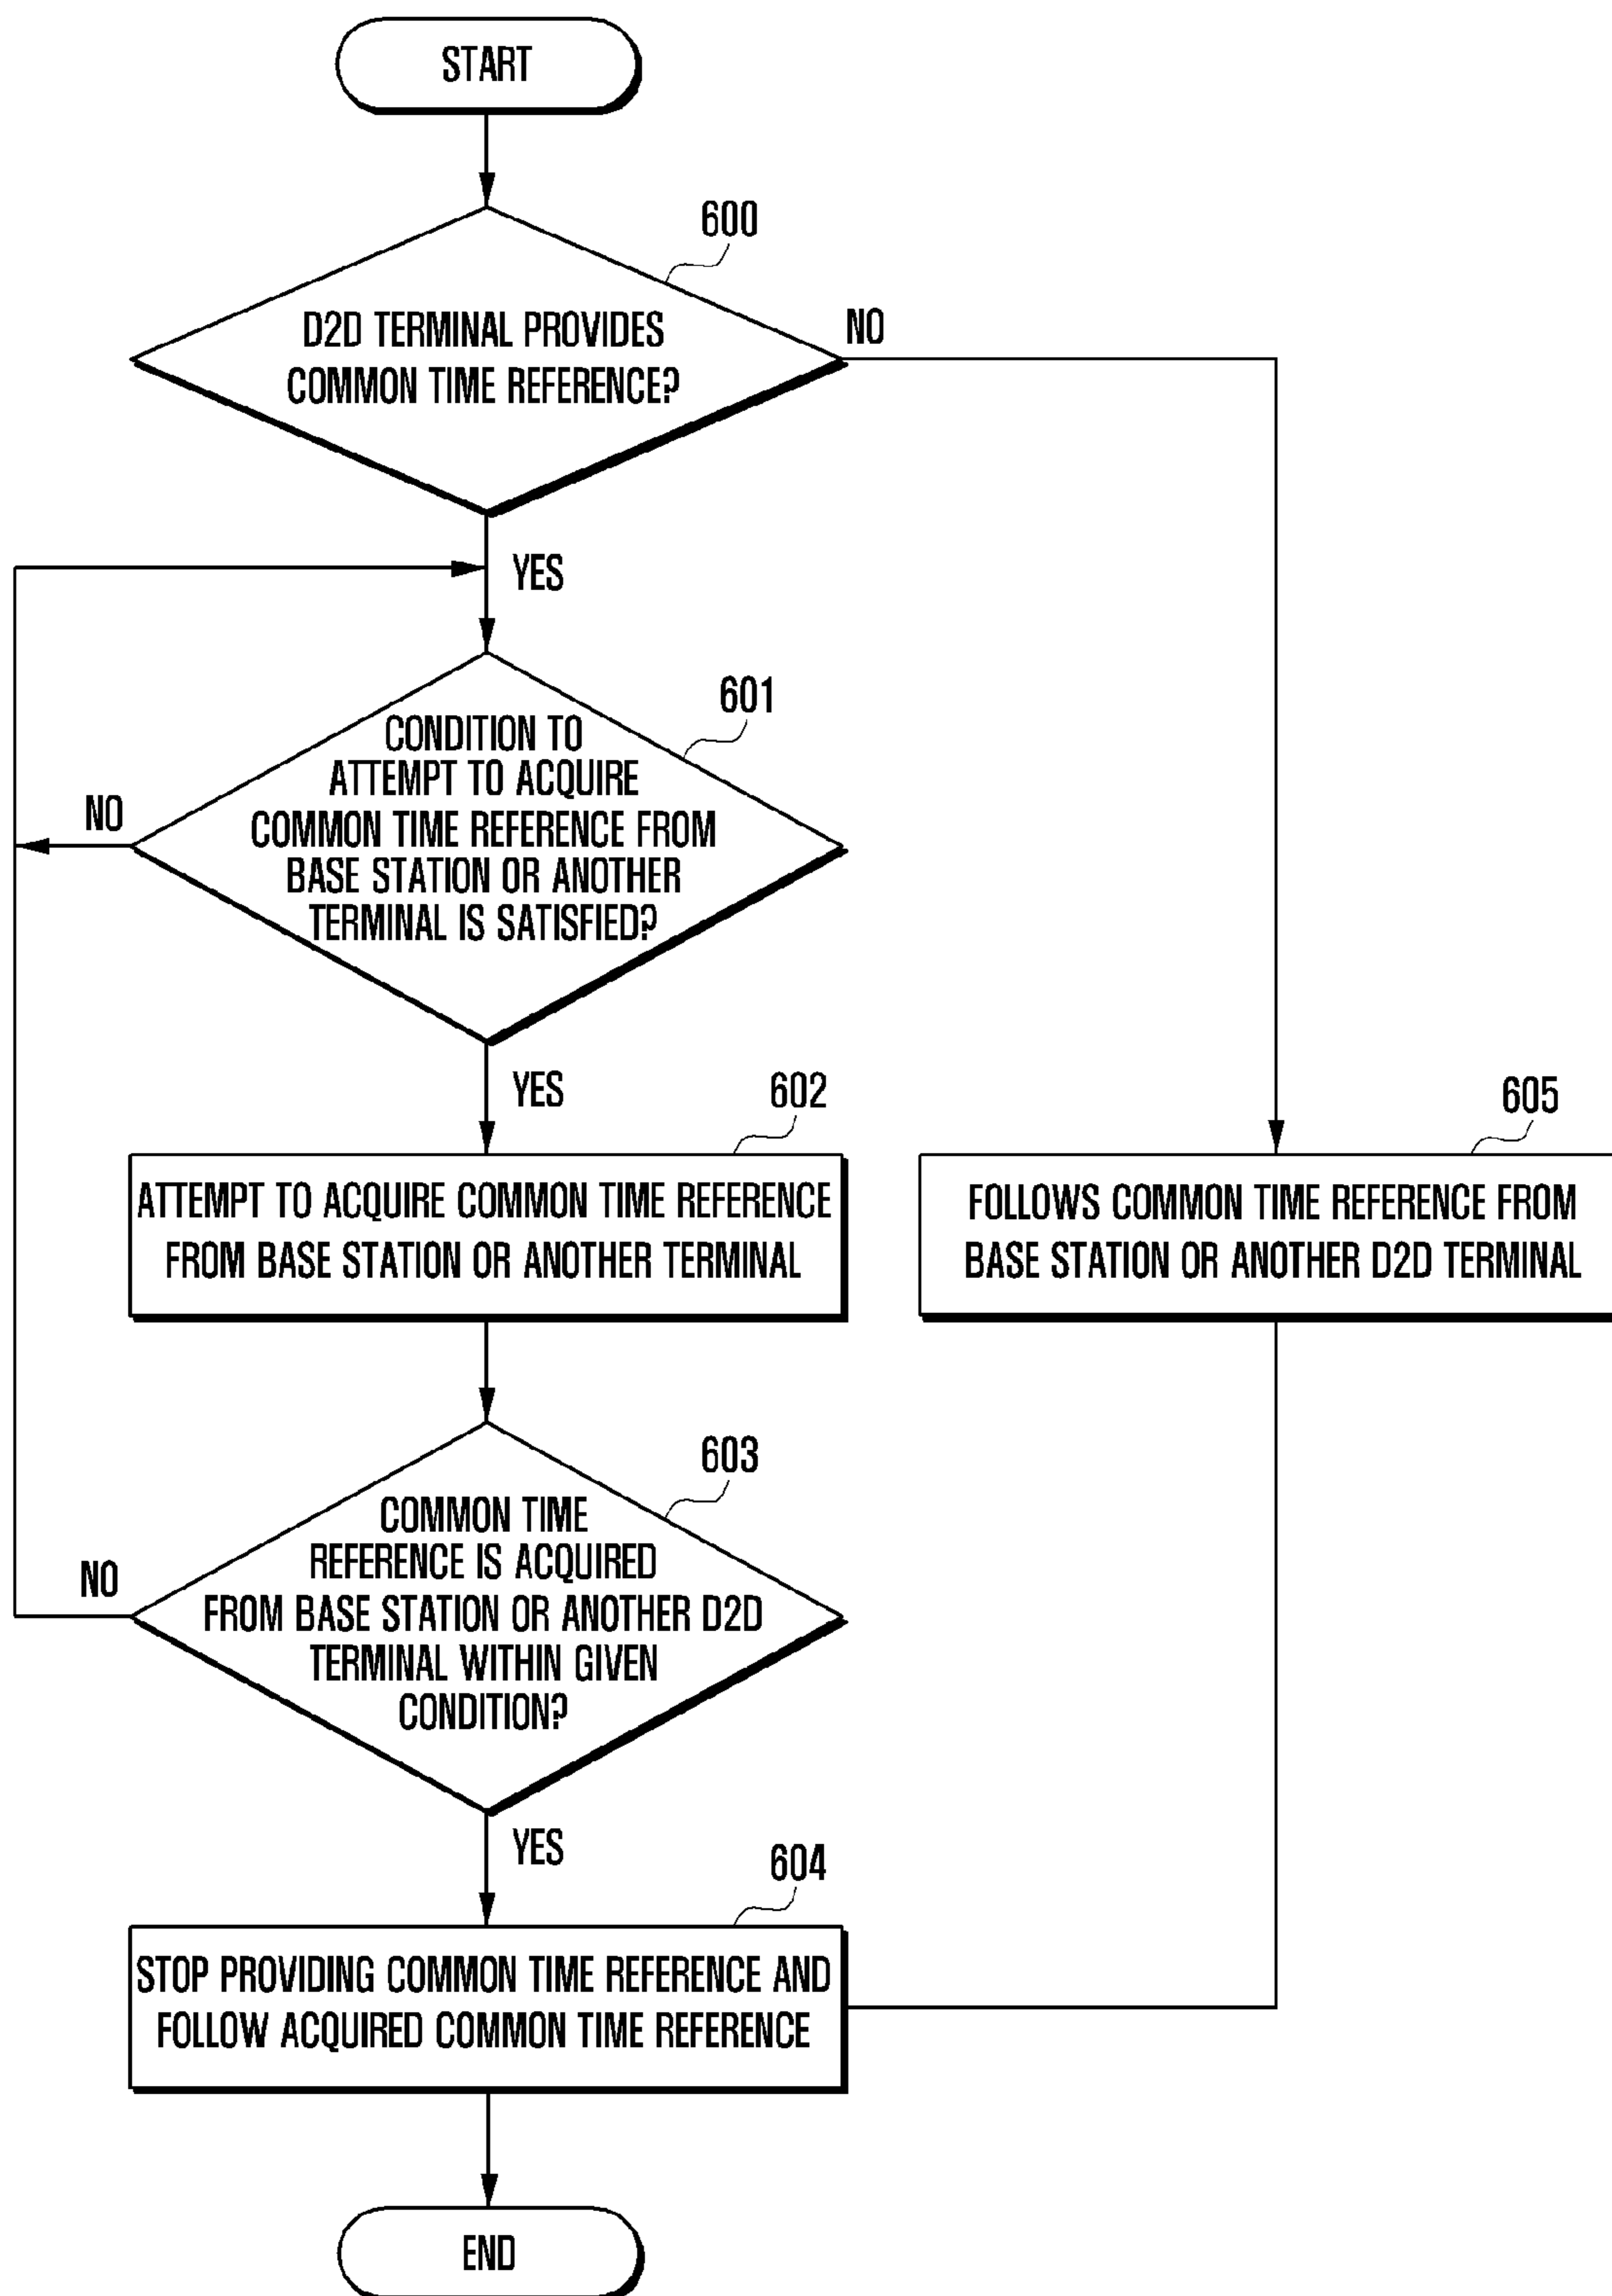 START
600
D2D TERMINAL PROVIDES
COMMON TIME REFERENCE?
NO
YES
601
CONDITION TO
ATTEMPT TO ACQUIRE
COMMON TIME REFERENCE FROM
BASE STATION OR ANOTHER
TERMINAL IS SATISFIED?
NO
YES
602
ATTEMPT TO ACQUIRE COMMON TIME REFERENCE
FROM BASE STATION OR ANOTHER TERMINAL
605
FOLLOWS COMMON TIME REFERENCE FROM
BASE STATION OR ANOTHER D2D TERMINAL
603
COMMON TIME
REFERENCE IS ACQUIRED
FROM BASE STATION OR ANOTHER D2D
TERMINAL WITHIN GIVEN
CONDITION?
NO
YES
604
STOP PROVIDING COMMON TIME REFERENCE AND
FOLLOW ACQUIRED COMMON TIME REFERENCE
END